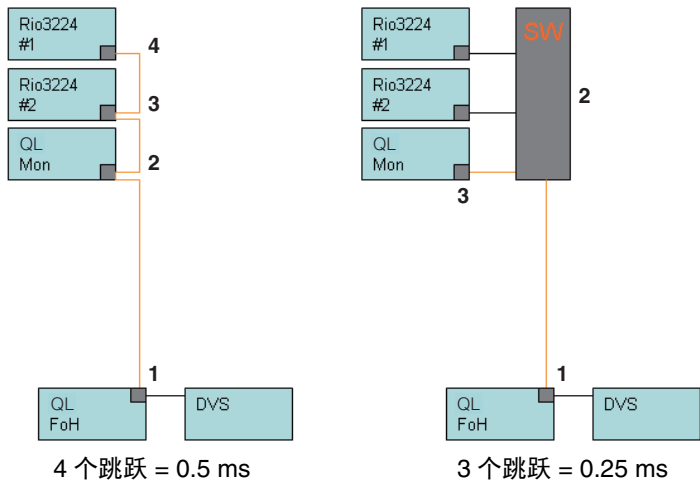 Rio3224
#1
4
Rio3224
#2
3
QL
Mon
2
1
QL
FoH
DVS
4 个跳跃 = 0.5 ms
Rio3224
#1
SW
Rio3224
#2
2
QL
Mon
3
1
QL
FoH
DVS
3 个跳跃 = 0.25 ms